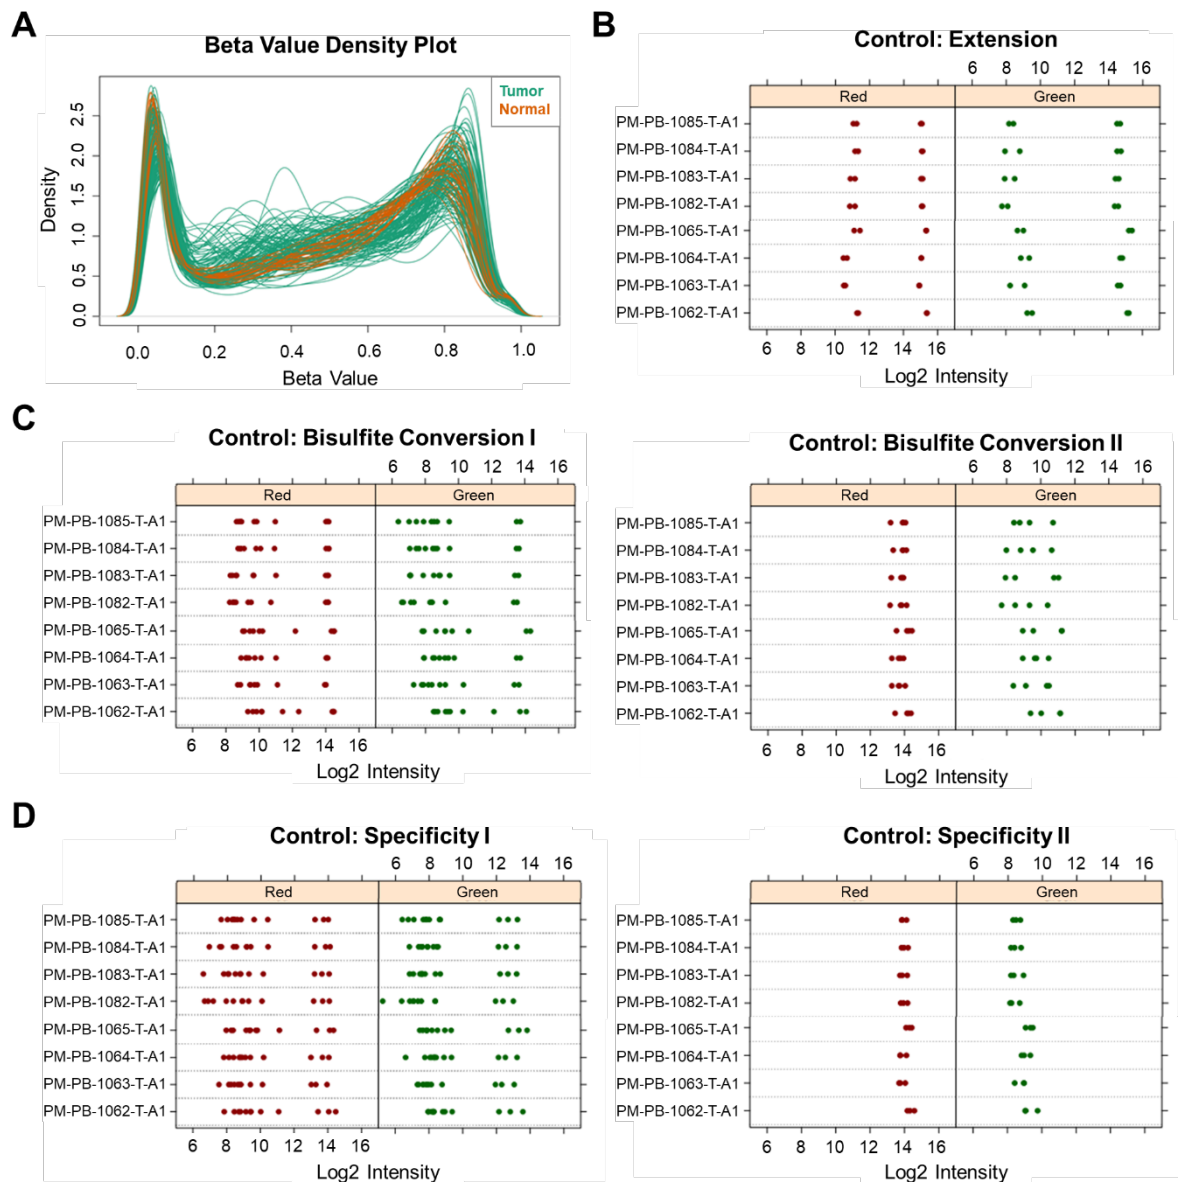 A
Beta Value Density Plot
Tumor
Normal
Density
0.0 0.5 1.0 1.5 2.0 2.5
0.0 0.2 0.4 0.6 0.8 1.0
Beta Value
B
Control: Extension
6 8 10 12 14 16
Red Green
PM-PB-1085-T-A1
PM-PB-1084-T-A1
PM-PB-1083-T-A1
PM-PB-1082-T-A1
PM-PB-1065-T-A1
PM-PB-1064-T-A1
PM-PB-1063-T-A1
PM-PB-1062-T-A1
6 8 10 12 14 16
Log2 Intensity
C
Control: Bisulfite Conversion I
6 8 10 12 14 16
Red Green
PM-PB-1085-T-A1
PM-PB-1084-T-A1
PM-PB-1083-T-A1
PM-PB-1082-T-A1
PM-PB-1065-T-A1
PM-PB-1064-T-A1
PM-PB-1063-T-A1
PM-PB-1062-T-A1
6 8 10 12 14 16
Log2 Intensity
Control: Bisulfite Conversion II
6 8 10 12 14 16
Red Green
PM-PB-1085-T-A1
PM-PB-1084-T-A1
PM-PB-1083-T-A1
PM-PB-1082-T-A1
PM-PB-1065-T-A1
PM-PB-1064-T-A1
PM-PB-1063-T-A1
PM-PB-1062-T-A1
6 8 10 12 14 16
Log2 Intensity
D
Control: Specificity I
6 8 10 12 14 16
Red Green
PM-PB-1085-T-A1
PM-PB-1084-T-A1
PM-PB-1083-T-A1
PM-PB-1082-T-A1
PM-PB-1065-T-A1
PM-PB-1064-T-A1
PM-PB-1063-T-A1
PM-PB-1062-T-A1
6 8 10 12 14 16
Log2 Intensity
Control: Specificity II
6 8 10 12 14 16
Red Green
PM-PB-1085-T-A1
PM-PB-1084-T-A1
PM-PB-1083-T-A1
PM-PB-1082-T-A1
PM-PB-1065-T-A1
PM-PB-1064-T-A1
PM-PB-1063-T-A1
PM-PB-1062-T-A1
6 8 10 12 14 16
Log2 Intensity